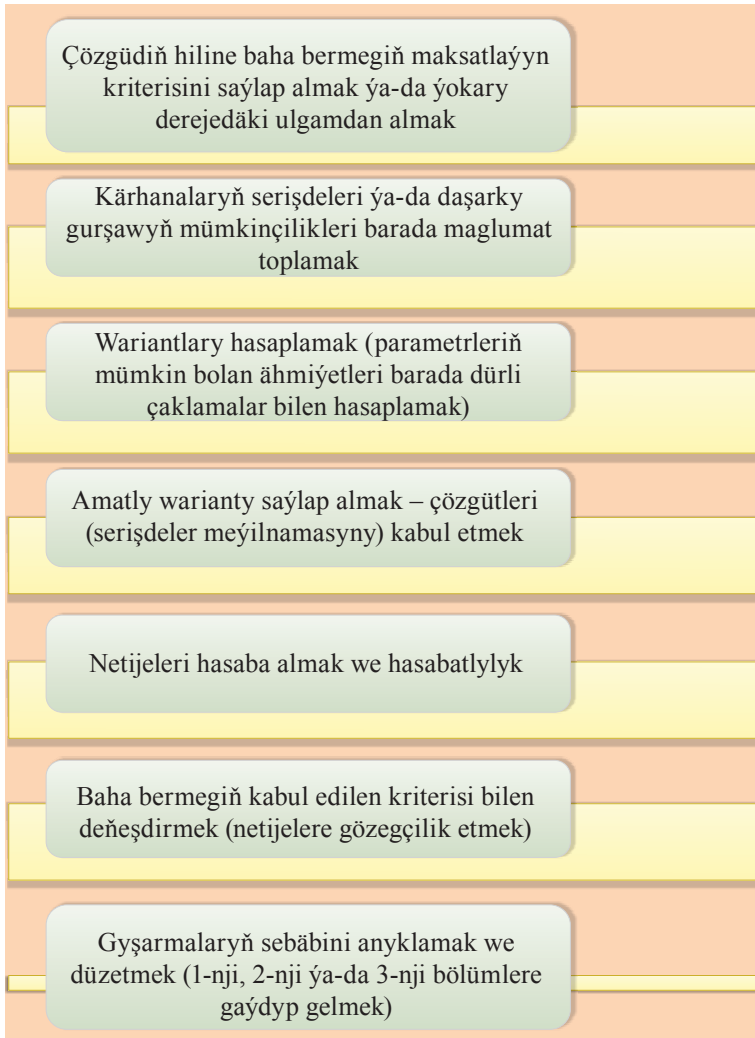 Çözgüdiň hiline baha bermegiň maksatlaýyn
kriterisini saýlap almak ýa-da ýokary
derejedäki ulgamdan almak
Kärhanalaryň serişdeleri ýa-da daşarky
gurşawyň mümkinçilikleri barada maglumat
toplamak
Wariantlary hasaplamak (parametrleriň
mümkin bolan ähmiýetleri barada dürli
çaklamalar bilen hasaplamak)
Amatly warianty saýlap almak – çözgütleri
(serişdeler meýilnamasyny) kabul etmek
Netijeleri hasaba almak we hasabatlylyk
Baha bermegiň kabul edilen kriterisi bilen
deňeşdirmek (netijelere gözegçilik etmek)
Gyşarmalaryň sebäbini anyklamak we
düzetmek (1-nji, 2-nji ýa-da 3-nji bölümlere
gaýdyp gelmek)